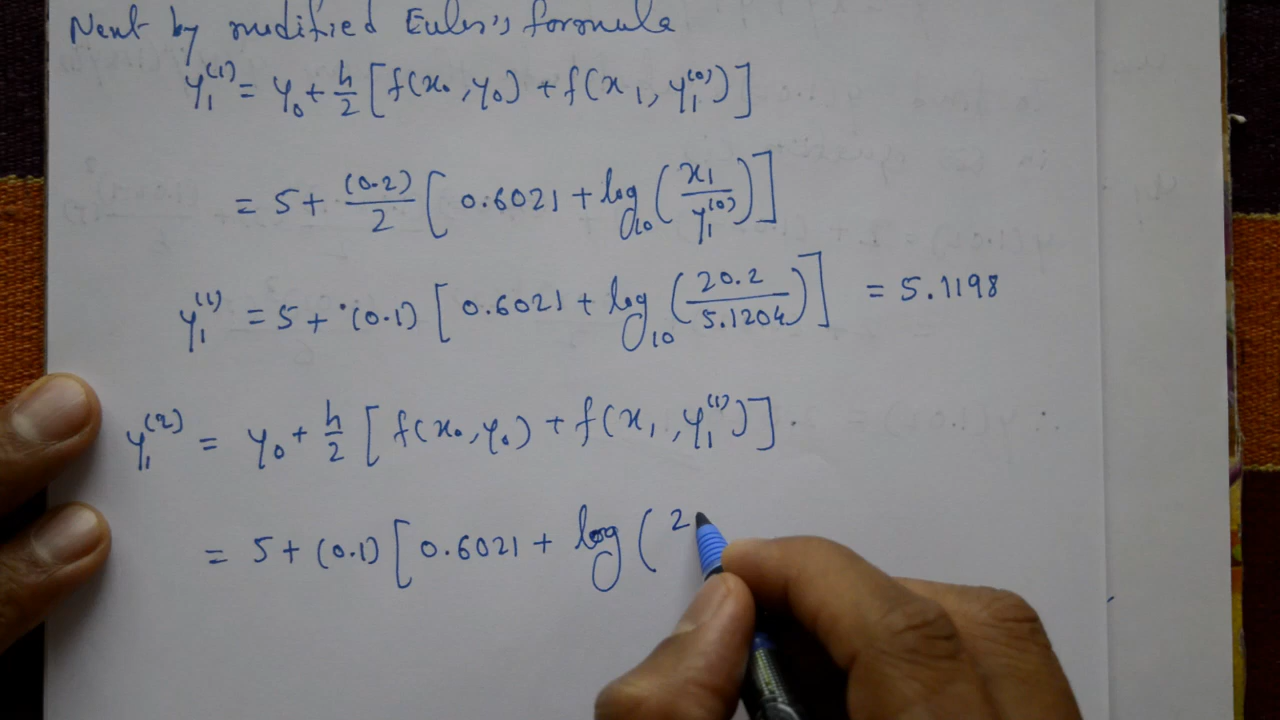 Next by modified Euler's formula
y₁⁽¹⁾ = y₀ + h/2 [f(x₀, y₀) + f(x₁, y₁⁽⁰⁾)]
= 5 + (0.2)/2 [0.6021 + log₁₀ (x₁/y₁⁽⁰⁾)]
y₁⁽¹⁾ = 5 + (0.1) [0.6021 + log₁₀ (20.2/5.1204)] = 5.1198
y₁⁽²⁾ = y₀ + h/2 [f(x₀, y₀) + f(x₁, y₁⁽¹⁾)].
= 5 + (0.1) [0.6021 + log (2